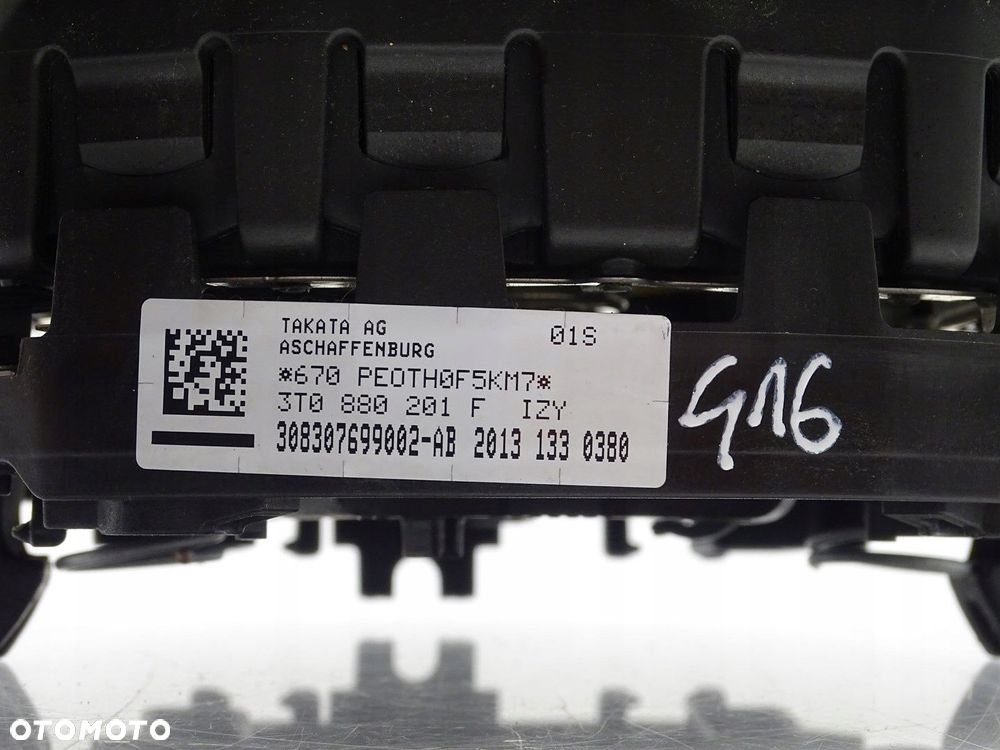 TAKATA AG 01S
ASCHAFFENBURG
*670 PEOTH0F5KM7*
3T0 880 201 F IZY
308307699002-AB 2013 133 0380
G16
OTOMOTO